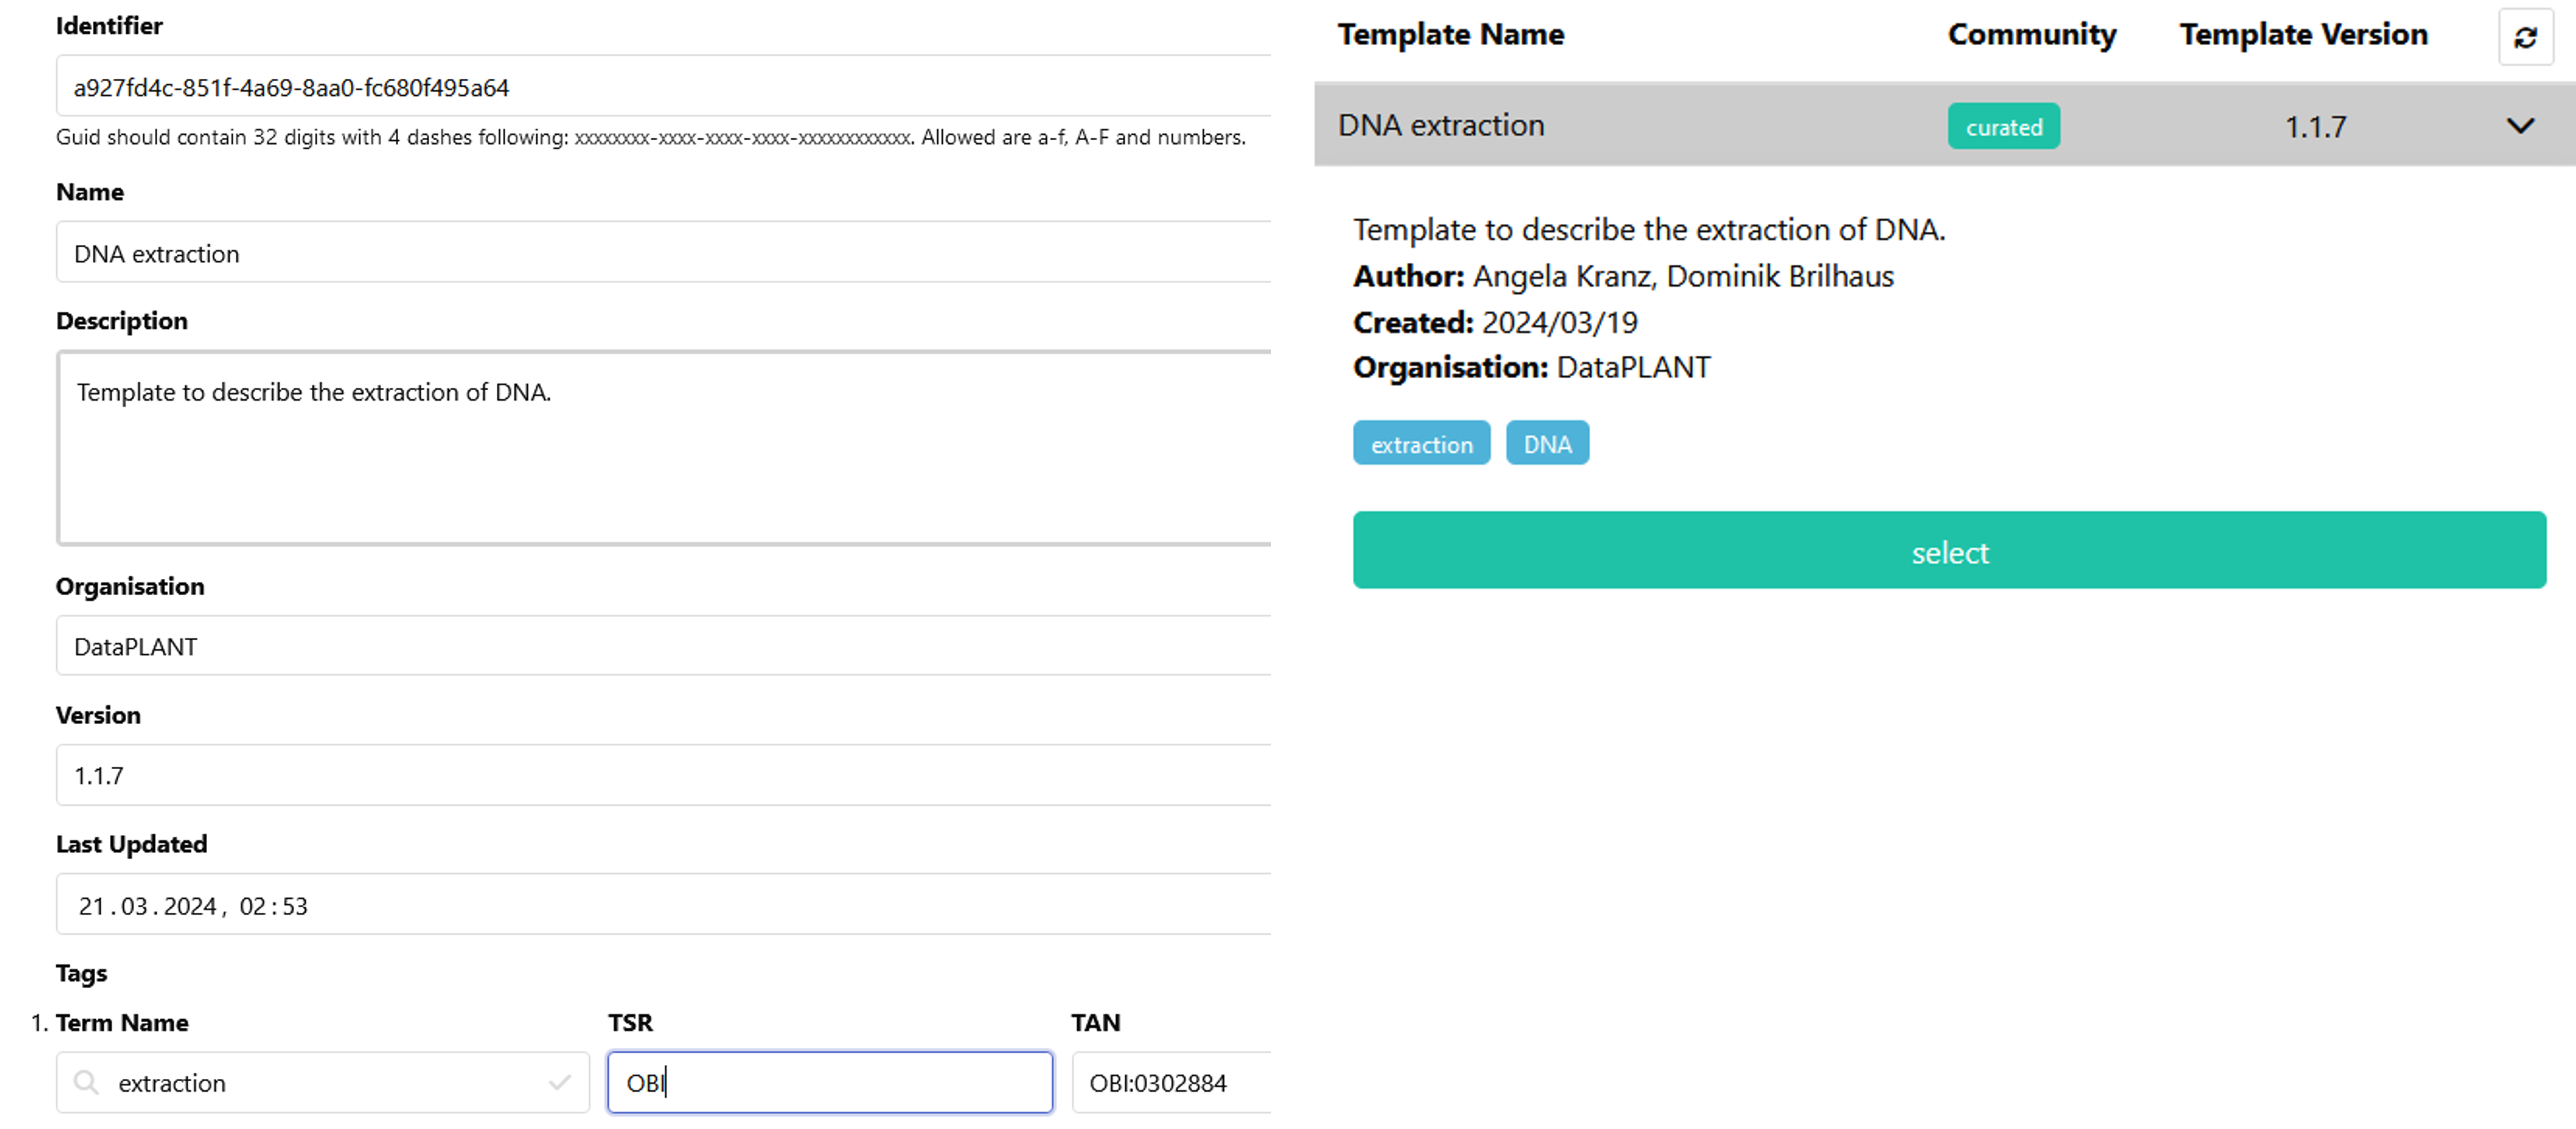 Identifier
a927fd4c-851f-4a69-8aa0-fc680f495a64
Guid should contain 32 digits with 4 dashes following: xxxxxxxx-xxxx-xxxx-xxxx-xxxxxxxxxxxx. Allowed are a-f, A-F and numbers.
Name
DNA extraction
Description
Template to describe the extraction of DNA.
Organisation
DataPLANT
Version
1.1.7
Last Updated
21.03.2024, 02:53
Tags
1. Term Name TSR TAN
extraction OBI OBI:0302884
Template Name Community Template Version
DNA extraction curated 1.1.7
Template to describe the extraction of DNA.
Author: Angela Kranz, Dominik Brilhaus
Created: 2024/03/19
Organisation: DataPLANT
extraction DNA
select